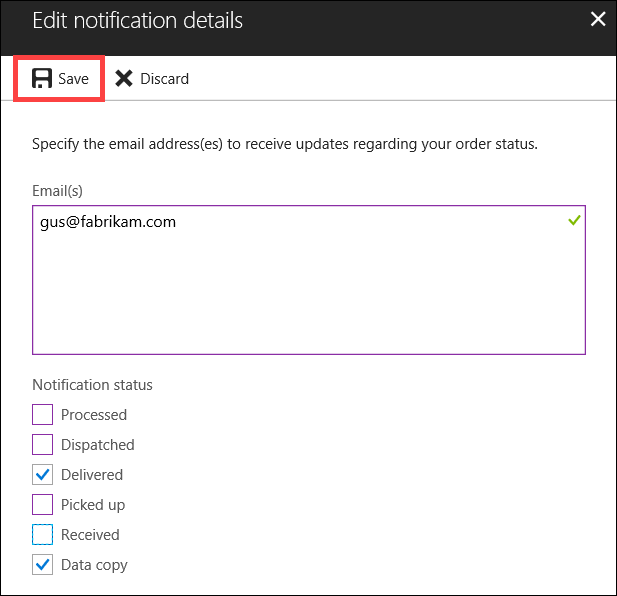 Edit notification details
Save Discard
Specify the email address(es) to receive updates regarding your order status.
Email(s)
gus@fabrikam.com
Notification status
Processed
Dispatched
Delivered
Picked up
Received
Data copy